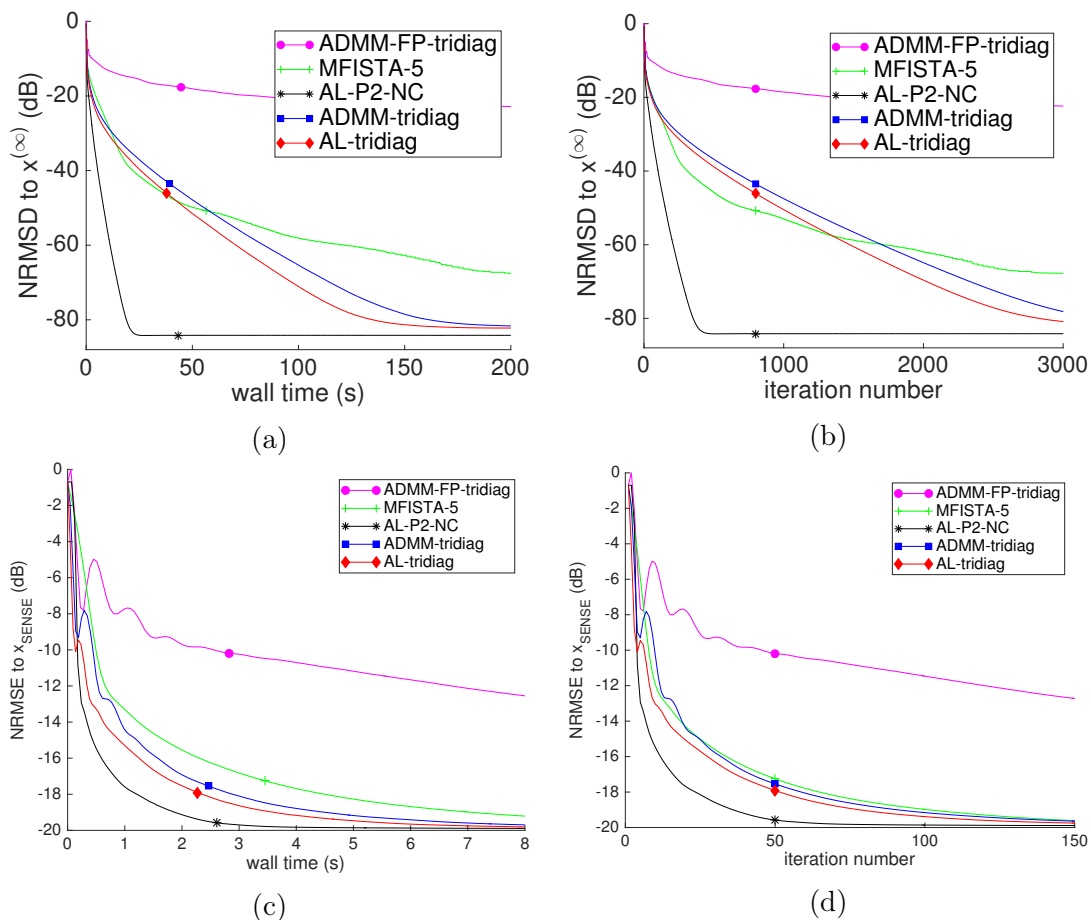 0
-20
-40
-60
-80
NRMSD to x(∞) (dB)
ADMM-FP-tridiag
MFISTA-5
AL-P2-NC
ADMM-tridiag
AL-tridiag
0 50 100 150 200
wall time (s)
(a)
0
-20
-40
-60
-80
NRMSD to x(∞) (dB)
ADMM-FP-tridiag
MFISTA-5
AL-P2-NC
ADMM-tridiag
AL-tridiag
0 1000 2000 3000
iteration number
(b)
0
-2
-4
-6
-8
-10
-12
-14
-16
-18
-20
NRMSE to xSENSE (dB)
ADMM-FP-tridiag
MFISTA-5
AL-P2-NC
ADMM-tridiag
AL-tridiag
0 1 2 3 4 5 6 7 8
wall time (s)
(c)
0
-2
-4
-6
-8
-10
-12
-14
-16
-18
-20
NRMSE to xSENSE (dB)
ADMM-FP-tridiag
MFISTA-5
AL-P2-NC
ADMM-tridiag
AL-tridiag
0 50 100 150
iteration number
(d)